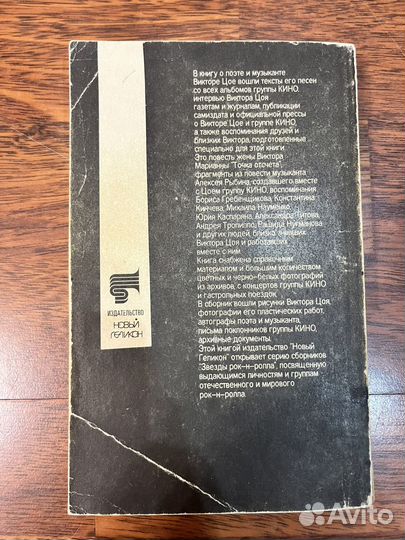 В книгу о поэте и музыканте
Викторе Цое вошли тексты его песен
со всех альбомов группы КИНО,
интервью Виктора Цоя
газетам и журналам, публикации
самиздата и официальной прессы
о Викторе Цое и группе КИНО,
а также воспоминания друзей и
близких Виктора, подготовленные
специально для этой книги.
Это повесть жены Виктора
Марианны "Точка отсчета",
фрагменты из повести музыканта
Алексея Рыбина, создавшего вместе
с Цоем группу КИНО, воспоминания
Бориса Гребенщикова, Константина
Кинчева, Михаила Науменко,
Юрия Каспаряна, Александра Титова,
Андрея Тропилло, Рашида Нугманова
и других людей, близко знавших
Виктора Цоя и работавших
вместе с ним.
Книга снабжена справочным
материалом и большим количеством
цветных и черно-белых фотографий
из архивов, с концертов группы КИНО
и гастрольных поездок.
В сборник вошли рисунки Виктора Цоя,
фотографии его пластических работ,
автографы поэта и музыканта,
письма поклонников группы КИНО,
архивные документы.
Этой книгой издательство "Новый
Геликон" открывает серию сборников
"Звезды рок-н-ролла", посвященную
выдающимся личностям и группам
отечественного и мирового
рок-н-ролла.
ИЗДАТЕЛЬСТВО
НОВЫЙ
ГЕЛИКОН
Avito